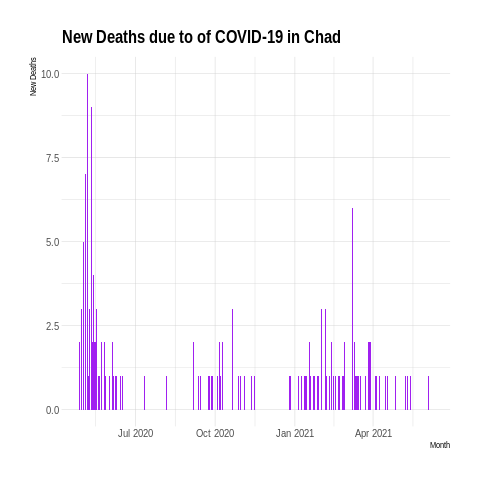 New Deaths due to of COVID-19 in Chad
New Deaths
10.0
7.5
5.0
2.5
0.0
Jul 2020 Oct 2020 Jan 2021 Apr 2021
Month